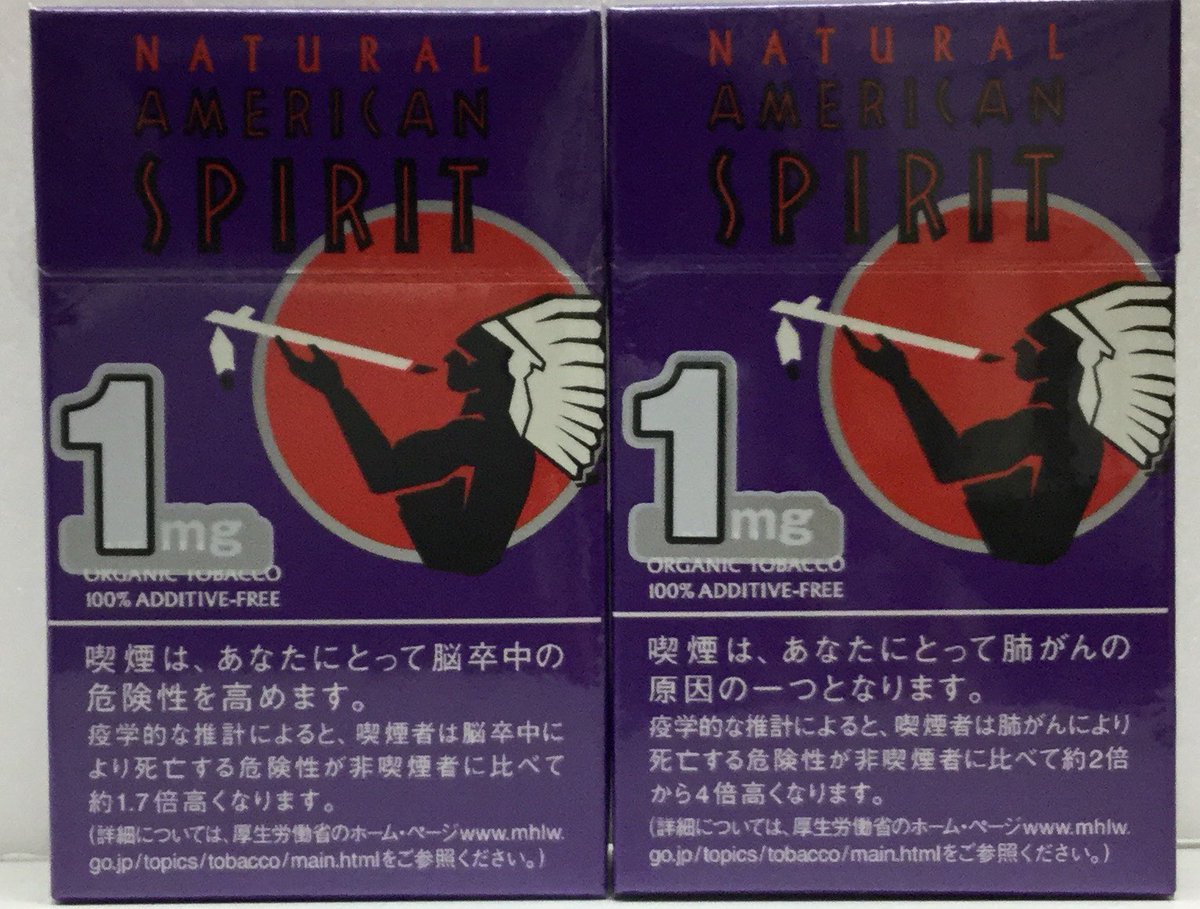 NATURAL
AMERICAN
SPIRIT
1mg
ORGANIC TOBACCO
100% ADDITIVE-FREE
喫煙は、あなたにとって脳卒中の
危険性を高めます。
疫学的な推計によると、喫煙者は脳卒中に
より死亡する危険性が非喫煙者に比べて
約1.7倍高くなります。
(詳細については、厚生労働省のホーム・ページwww.mhlw.
go.jp/topics/tobacco/main.htmlをご参照ください。)
NATURAL
AMERICAN
SPIRIT
1mg
ORGANIC TOBACCO
100% ADDITIVE-FREE
喫煙は、あなたにとって肺がんの
原因の一つとなります。
疫学的な推計によると、喫煙者は肺がんにより
死亡する危険性が非喫煙者に比べて約2倍
から4倍高くなります。
(詳細については、厚生労働省のホーム・ページwww.mhlw.
go.jp/topics/tobacco/main.htmlをご参照ください。)